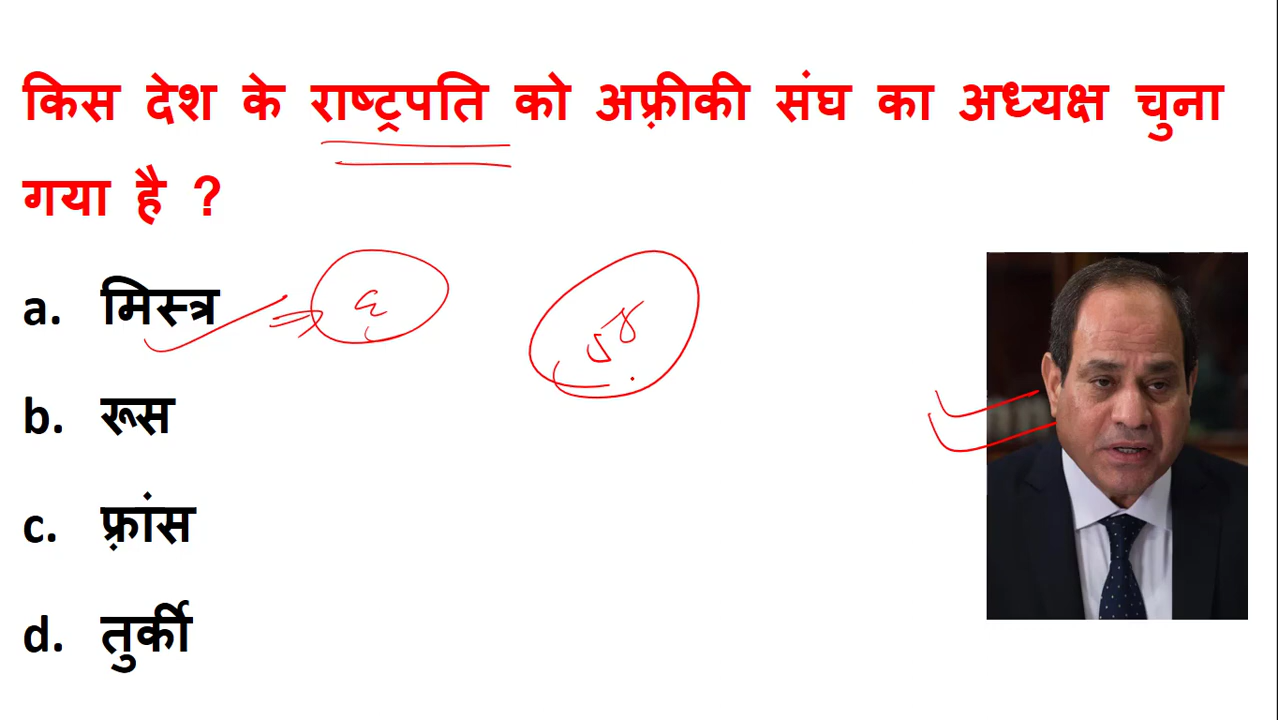 किस देश के राष्ट्रपति को अफ़्रीकी संघ का अध्यक्ष चुना
गया है ?
a. मिस्त्र
a
b. रूस
c. फ़्रांस
d. तुर्की